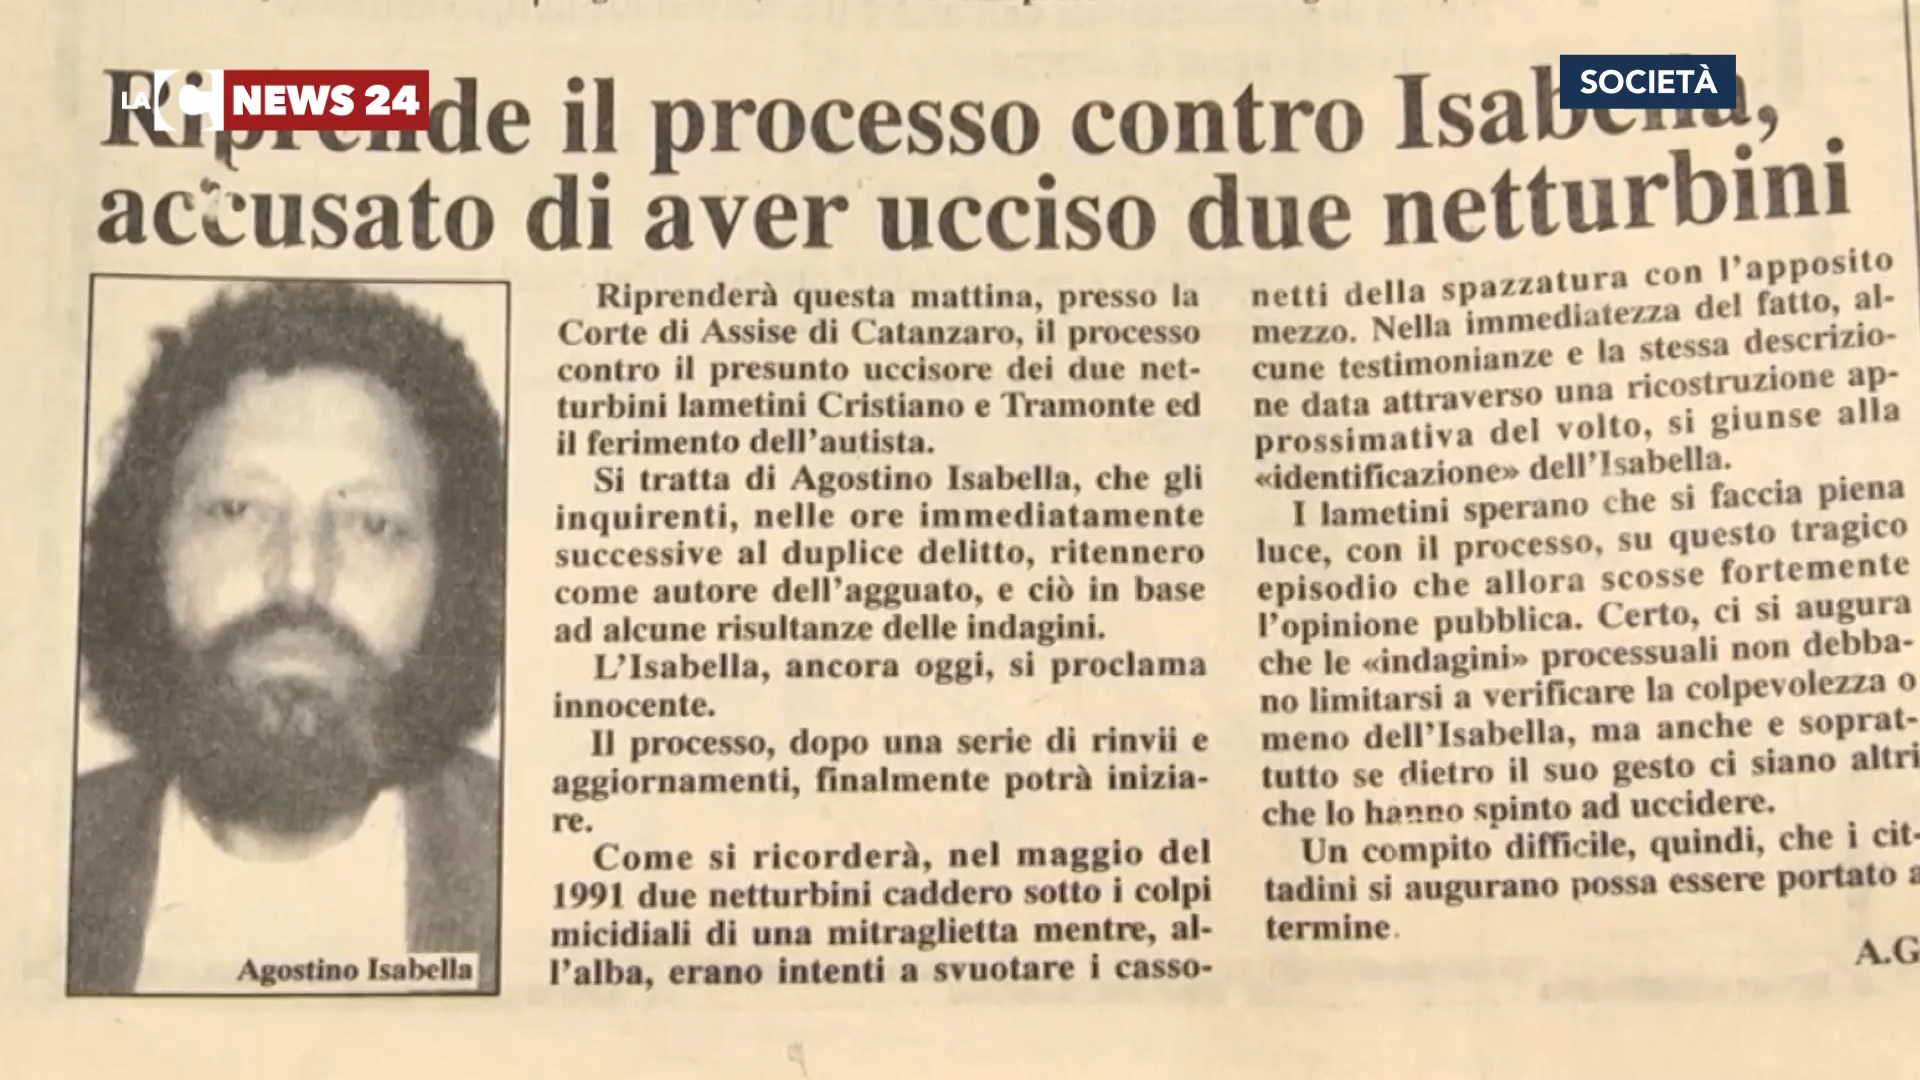 LA C NEWS 24
SOCIETÀ
Riprende il processo contro Isabella,
accusato di aver ucciso due netturbini
Agostino Isabella
Riprenderà questa mattina, presso la
Corte di Assise di Catanzaro, il processo
contro il presunto uccisore dei due net-
turbini lametini Cristiano e Tramonte ed
il ferimento dell'autista.
Si tratta di Agostino Isabella, che gli
inquirenti, nelle ore immediatamente
successive al duplice delitto, ritennero
come autore dell'agguato, e ciò in base
ad alcune risultanze delle indagini.
L'Isabella, ancora oggi, si proclama
innocente.
Il processo, dopo una serie di rinvii e
aggiornamenti, finalmente potrà inizia-
re.
Come si ricorderà, nel maggio del
1991 due netturbini caddero sotto i colpi
micidiali di una mitraglietta mentre, al-
l'alba, erano intenti a svuotare i casso-
netti della spazzatura con l'apposito
mezzo. Nella immediatezza del fatto, al-
cune testimonianze e la stessa descrizio-
ne data attraverso una ricostruzione ap-
prossimativa del volto, si giunse alla
«identificazione» dell'Isabella.
I lametini sperano che si faccia piena
luce, con il processo, su questo tragico
episodio che allora scosse fortemente
l'opinione pubblica. Certo, ci si augura
che le «indagini» processuali non debba-
no limitarsi a verificare la colpevolezza o
meno dell'Isabella, ma anche e soprat-
tutto se dietro il suo gesto ci siano altri
che lo hanno spinto ad uccidere.
Un compito difficile, quindi, che i cit-
tadini si augurano possa essere portato a
termine.
A.G